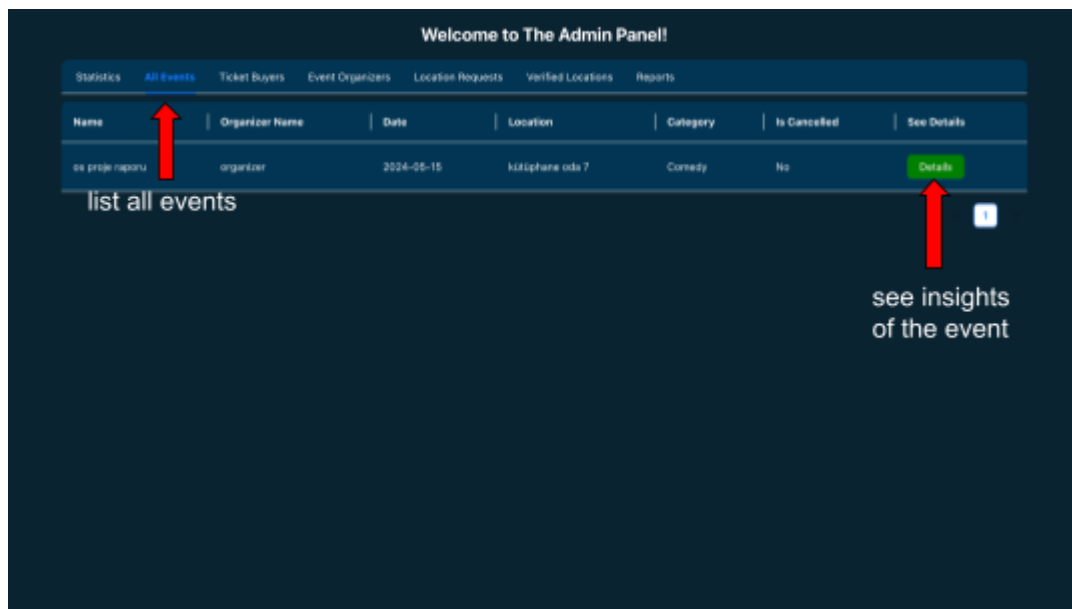 Welcome to The Admin Panel!
Statistics All Events Ticket Buyers Event Organizers Location Requests Verified Locations Reports
Name Organizer Name Date Location Category Is Cancelled See Details
os proje raporu organizer 2024-05-15 kütüphane oda 7 Comedy No Details
list all events
1
see insights
of the event